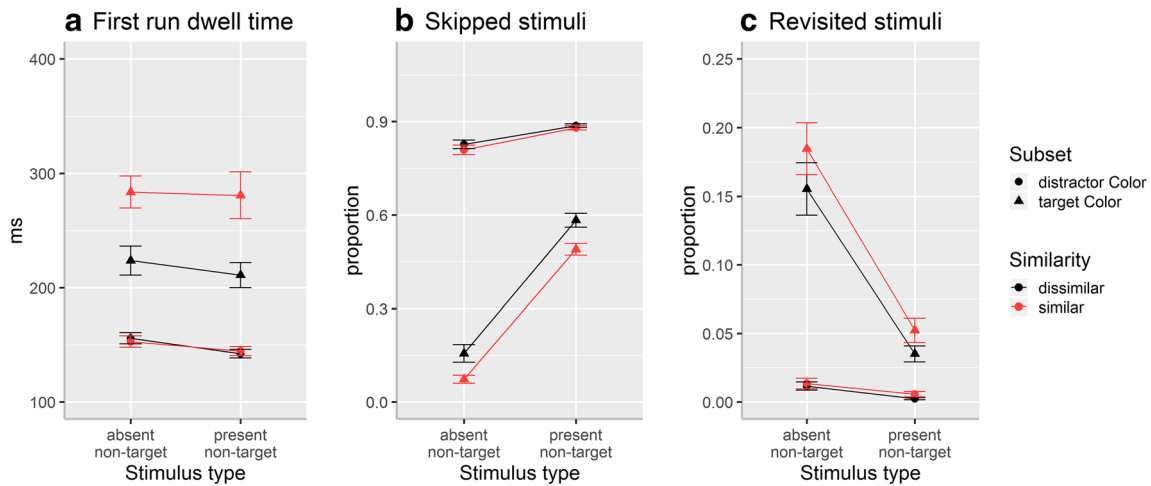 a First run dwell time
400
300
200
100
ms
absent
non-target
present
non-target
Stimulus type
b Skipped stimuli
0.9
0.6
0.3
0.0
proportion
absent
non-target
present
non-target
Stimulus type
c Revisited stimuli
0.25
0.20
0.15
0.10
0.05
0.00
proportion
absent
non-target
present
non-target
Stimulus type
Subset
distractor Color
target Color
Similarity
dissimilar
similar